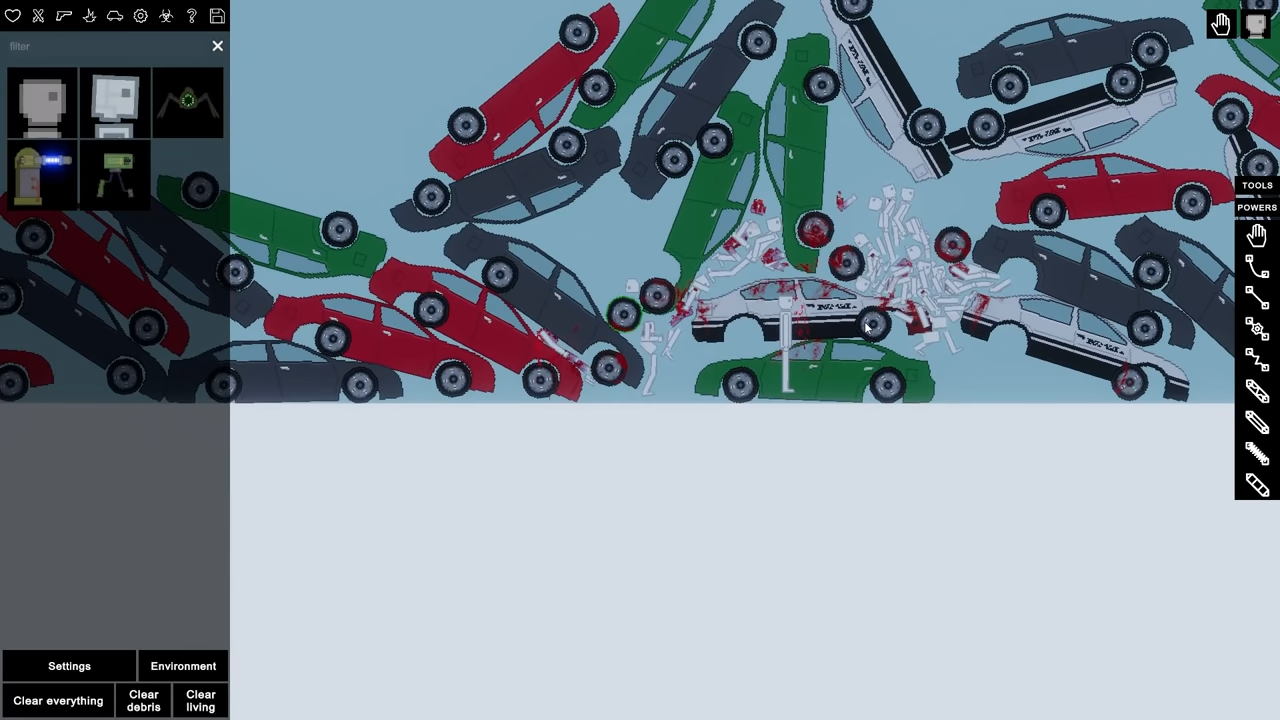 filter
TOOLS
POWERS
Settings
Environment
Clear everything
Clear
debris
Clear
living